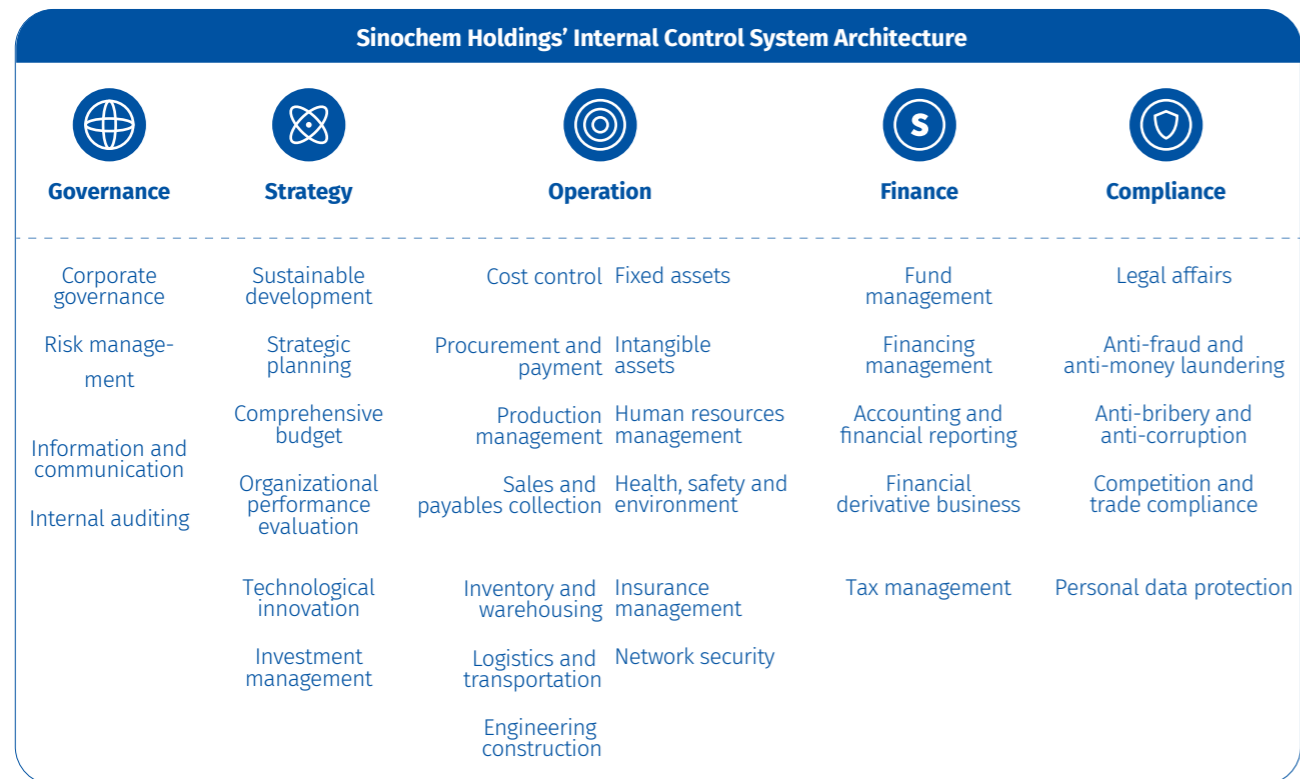 Sinochem Holdings’ Internal Control System Architecture
Governance
Corporate
governance
Risk manage-
ment
Information and
communication
Internal auditing
Strategy
Sustainable
development
Strategic
planning
Comprehensive
budget
Organizational
performance
evaluation
Technological
innovation
Investment
management
Operation
Cost control
Procurement and
payment
Production
management
Sales and
payables collection
Inventory and
warehousing
Logistics and
transportation
Engineering
construction
Fixed assets
Intangible
assets
Human resources
management
Health, safety and
environment
Insurance
management
Network security
S
Finance
Fund
management
Financing
management
Accounting and
financial reporting
Financial
derivative business
Tax management
Compliance
Legal affairs
Anti-fraud and
anti-money laundering
Anti-bribery and
anti-corruption
Competition and
trade compliance
Personal data protection